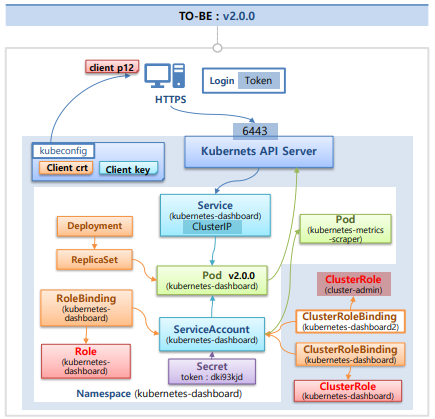 TO-BE : v2.0.0
client p12
Login Token
HTTPS
6443
kubeconfig
Client crt
Client key
Kubernets API Server
Service
(kubernetes-dashboard)
ClusterIP
Deployment
ReplicaSet
Pod
(kubernetes-metrics
-scraper)
Pod v2.0.0
(kubernetes-dashboard)
ClusterRole
(cluster-admin)
RoleBinding
(kubernetes-
dashboard)
ServiceAccount
(kubernetes-dashboard)
ClusterRoleBinding
(kubernetes-dashboard2)
ClusterRoleBinding
(kubernetes-dashboard)
Role
(kubernetes-
dashboard)
Secret
token : dki93kjd
ClusterRole
(kubernetes-dashboard)
Namespace (kubernetes-dashboard)